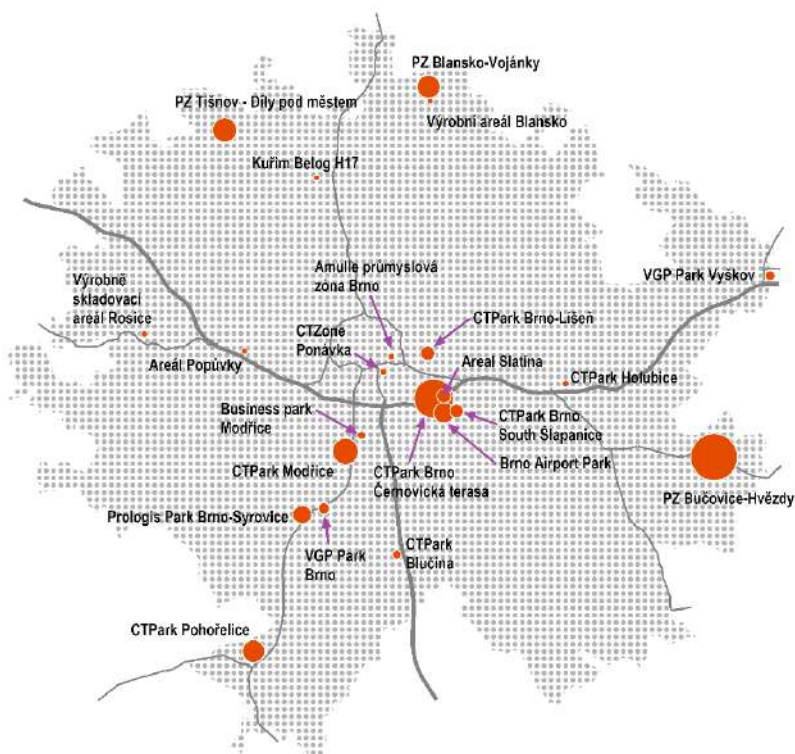 PZ Blansko-Vojánky
PZ Tišnov - Díly pod městem
Výrobní areál Blansko
Kuřim Belog H17
VGP Park Vyškov
Výrobně
skladovací
areál Rosice
Amulle průmyslová
zóna Brno
CTPark Brno-Líšeň
CTZone
Ponávka
Areál Popůvky
Areal Slatina
CTPark Holubice
Business park
Modřice
CTPark Brno
South Šlapanice
CTPark Modřice
CTPark Brno
Černovická terasa
Brno Airport Park
PZ Bučovice-Hvězdy
Prologis Park Brno-Syrovice
VGP Park
Brno
CTPark
Blučina
CTPark Pohořelice